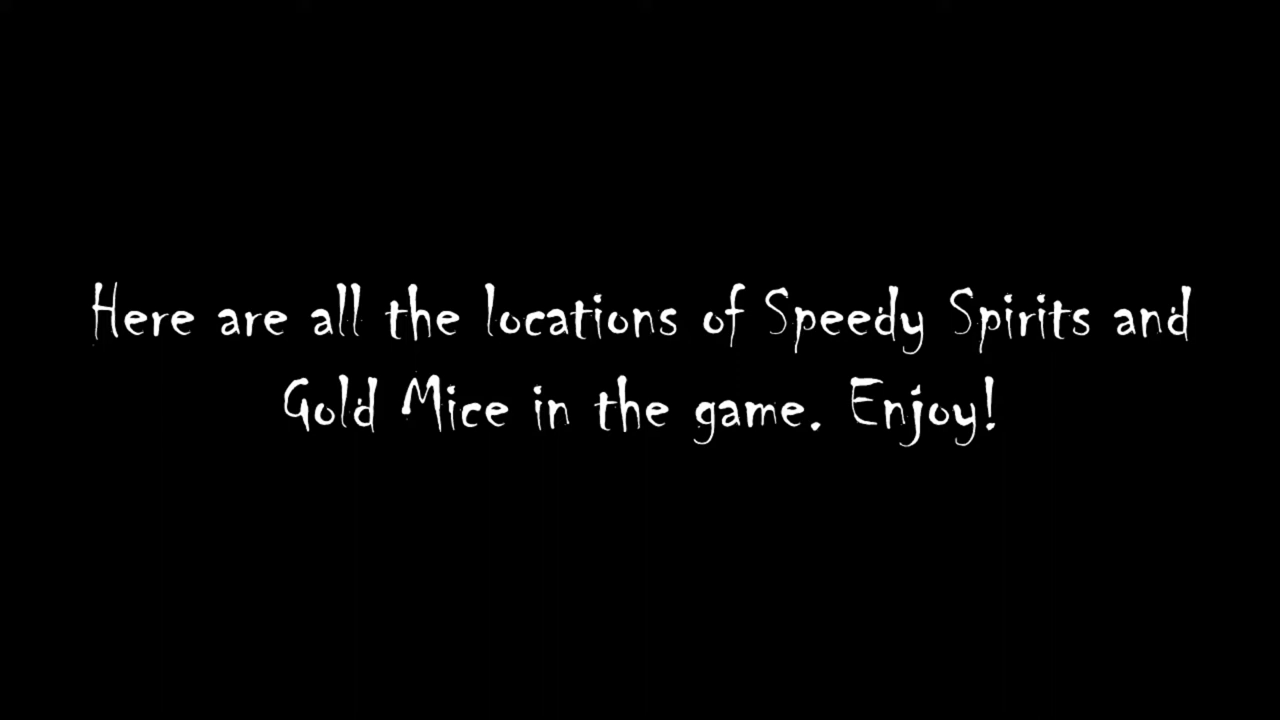 Here are all the locations of Speedy Spirits and
Gold Mice in the game. Enjoy!